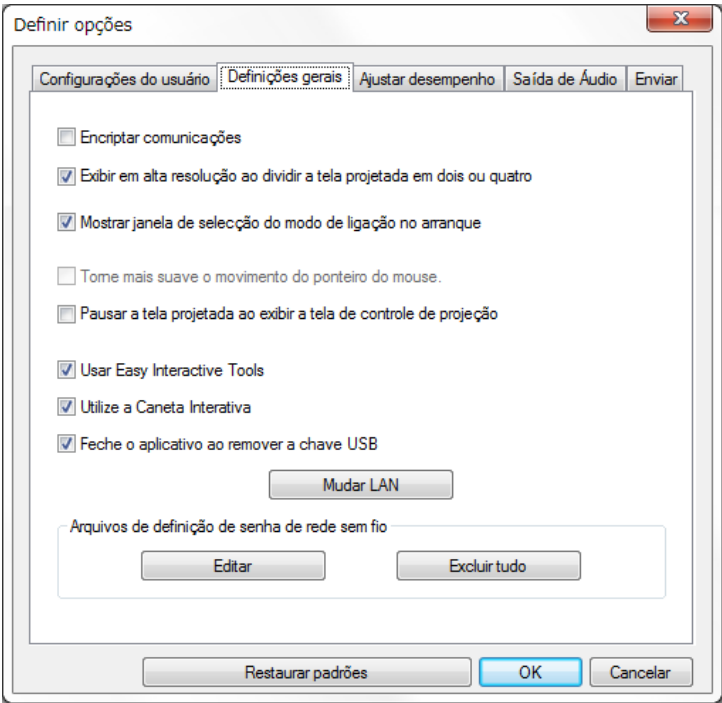 Definir opções
Configurações do usuário Definições gerais Ajustar desempenho Saída de Áudio Enviar
Encriptar comunicações
Exibir em alta resolução ao dividir a tela projetada em dois ou quatro
Mostrar janela de selecção do modo de ligação no arranque
Torne mais suave o movimento do ponteiro do mouse.
Pausar a tela projetada ao exibir a tela de controle de projeção
Usar Easy Interactive Tools
Utilize a Caneta Interativa
Feche o aplicativo ao remover a chave USB
Mudar LAN
Arquivos de definição de senha de rede sem fio
Editar Excluir tudo
Restaurar padrões OK Cancelar